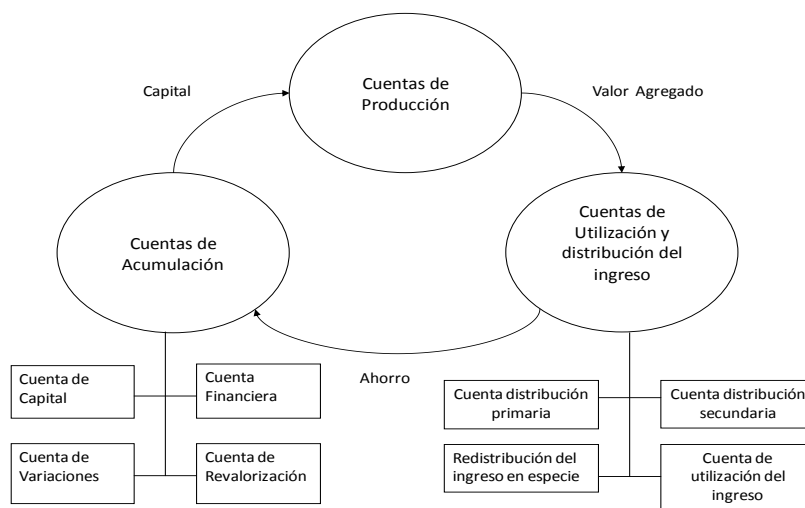 Cuentas de
Producción
Capital
Valor Agregado
Cuentas de
Acumulación
Cuentas de
Utilización y
distribución del
ingreso
Ahorro
Cuenta de
Capital
Cuenta
Financiera
Cuenta de
Variaciones
Cuenta de
Revalorización
Cuenta distribución
primaria
Cuenta distribución
secundaria
Redistribución del
ingreso en especie
Cuenta de
utilización del
ingreso